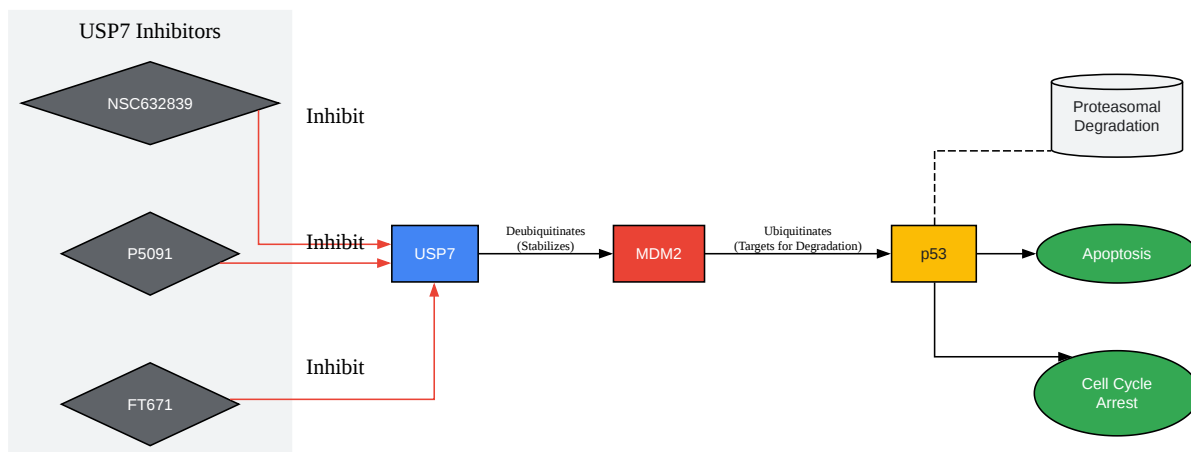 USP7 Inhibitors
NSC632839
Inhibit
Proteasomal
Degradation
P5091
Inhibit
USP7
Deubiquitinates
(Stabilizes)
MDM2
Ubiquitinates
(Targets for Degradation)
p53
Apoptosis
FT671
Inhibit
Cell Cycle
Arrest